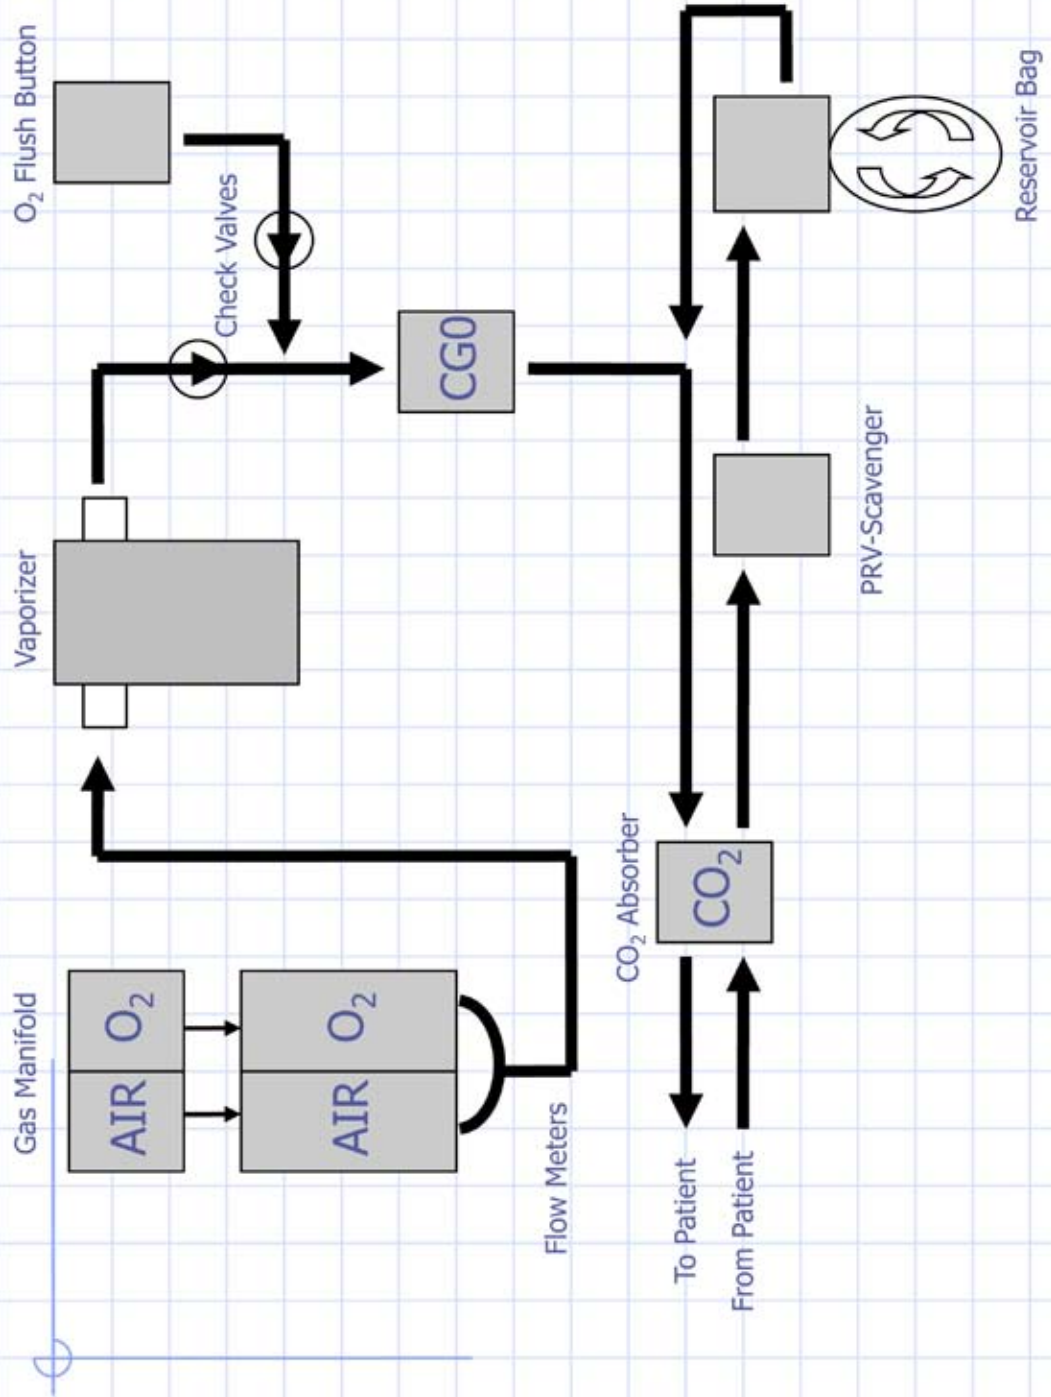 Gas Manifold
Vaporizer
O₂ Flush Button
AIR
O₂
Check Valves
AIR
O₂
CG0
Flow Meters
CO₂ Absorber
To Patient
CO₂
From Patient
PRV-Scavenger
Reservoir Bag